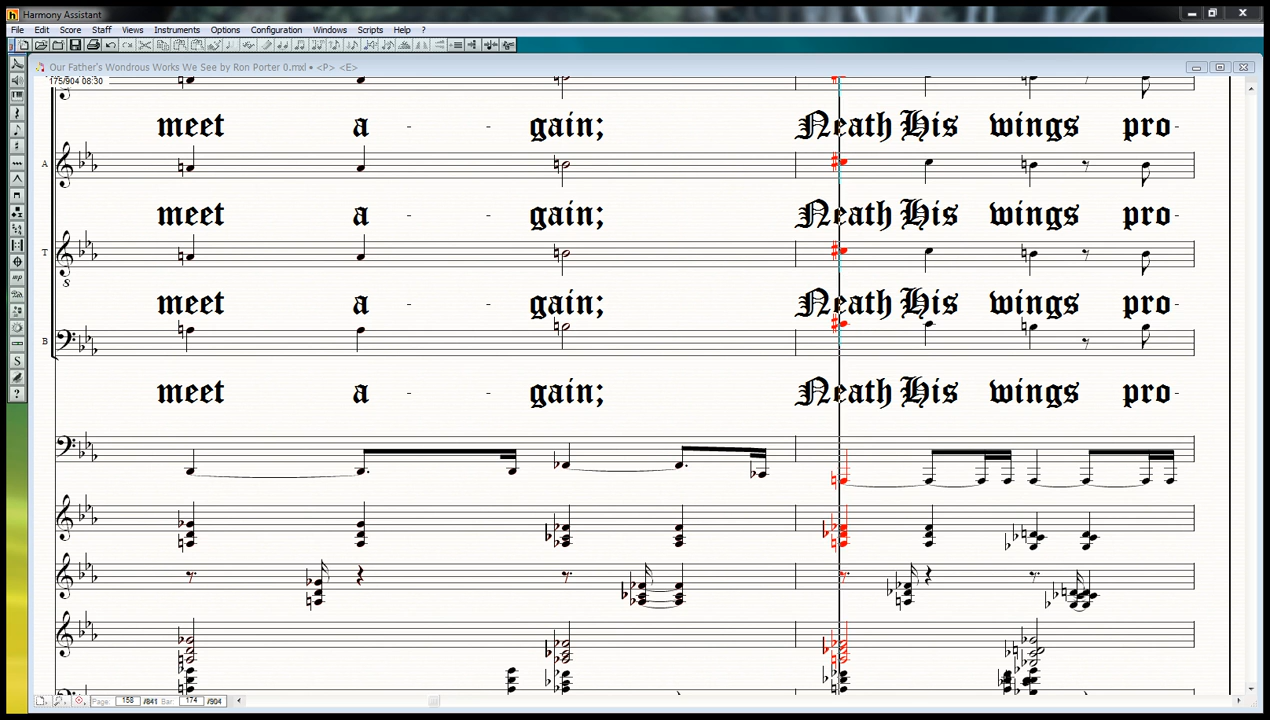 Harmony Assistant
File Edit Score Staff Views Instruments Options Configuration Windows Scripts Help ?
Our Father's Wondrous Works We See by Ron Porter 0.mxl • <P> <E>
175/904 08:30
meet a - - gain; Neath His wings pro-
A
meet a - - gain; Neath His wings pro-
T
8
meet a - - gain; Neath His wings pro-
B
meet a - - gain; Neath His wings pro-
Page: 158 /841 Bar: 174 /904